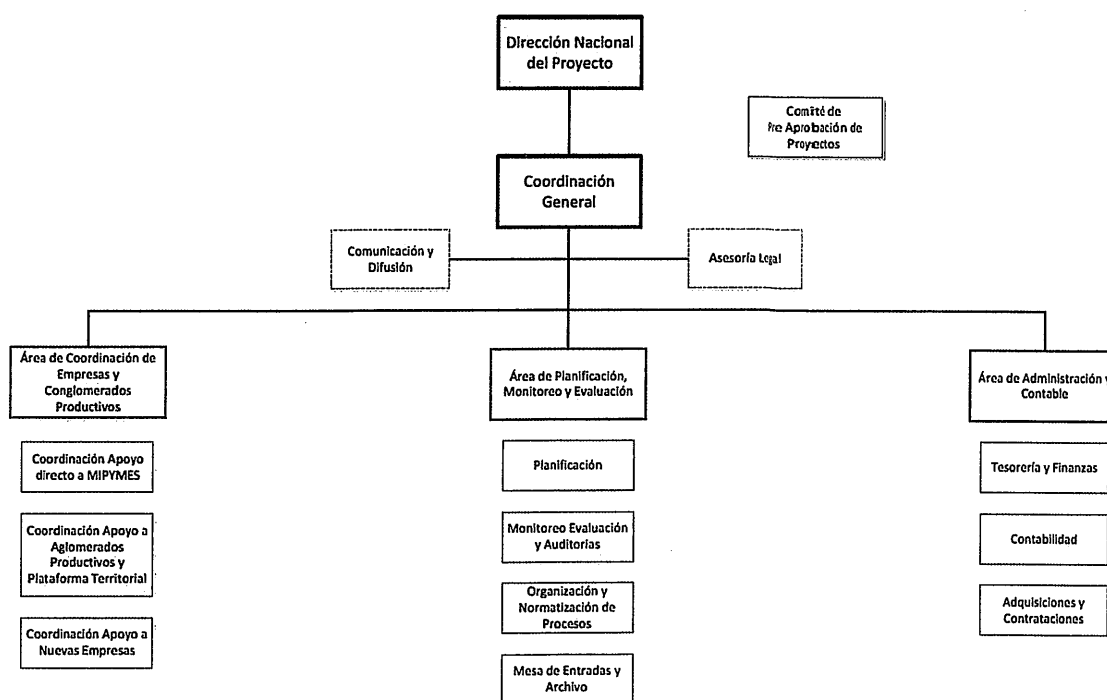 Dirección Nacional
del Proyecto
Comité de
Pre Aprobación de
Proyectos
Coordinación
General
Comunicación y
Difusión
Asesoría Legal
Área de Coordinación de
Empresas y
Conglomerados
Productivos
Área de Planificación,
Monitoreo y Evaluación
Área de Administración y
Contable
Coordinación Apoyo
directo a MIPYMES
Planificación
Tesorería y Finanzas
Coordinación Apoyo a
Aglomerados
Productivos y
Plataforma Territorial
Monitoreo Evaluación
y Auditorias
Contabilidad
Organización y
Normatización de
Procesos
Adquisiciones y
Contrataciones
Coordinación Apoyo a
Nuevas Empresas
Mesa de Entradas y
Archivo